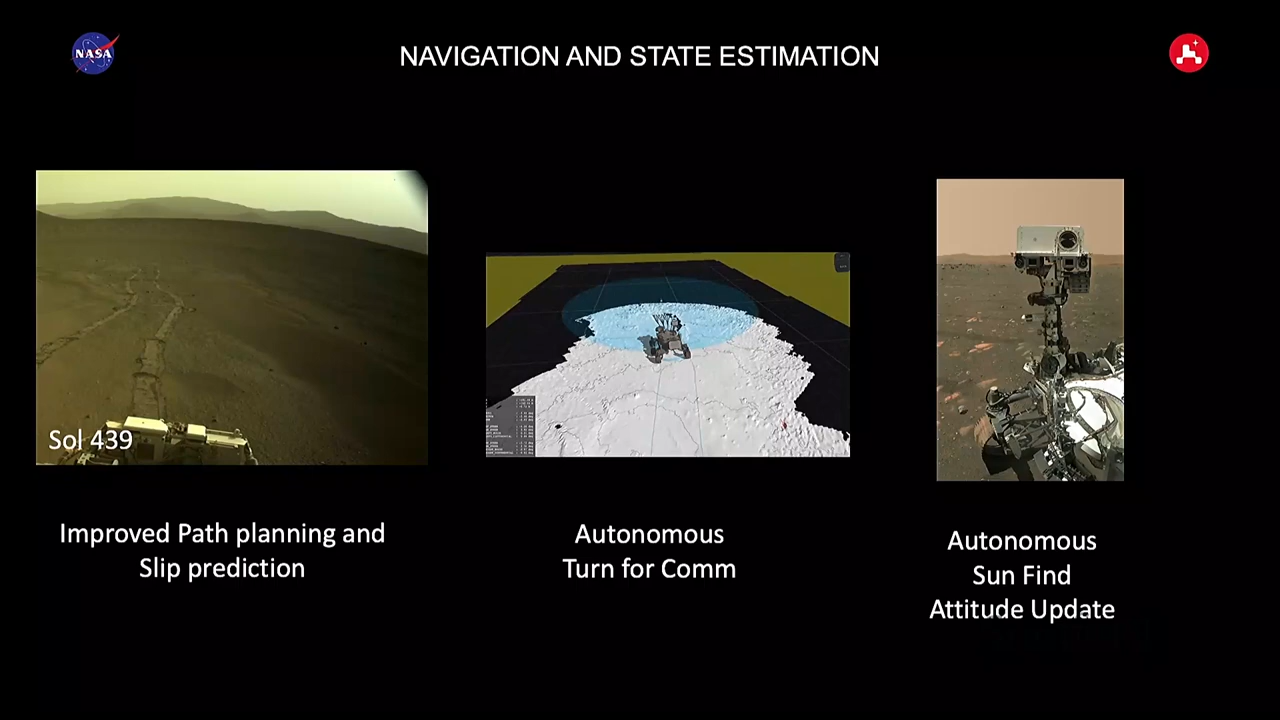 NASA
NAVIGATION AND STATE ESTIMATION
Sol 439
Improved Path planning and
Slip prediction
Autonomous
Turn for Comm
Autonomous
Sun Find
Attitude Update